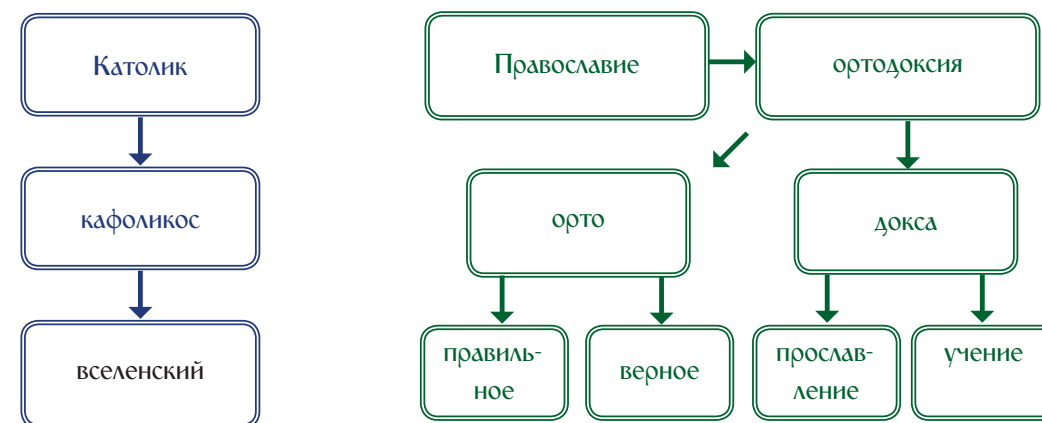 Католик
кафоликос
вселенский
Православие
ортодоксия
орто
докса
правиль-
ное
верное
прослав-
ление
учение